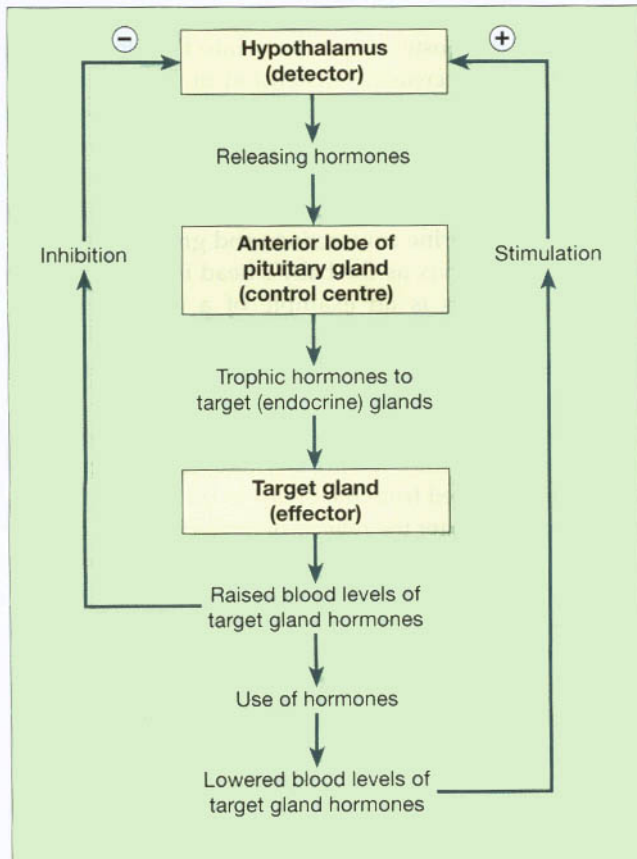 −
+
Hypothalamus
(detector)
Releasing hormones
Anterior lobe of
pituitary gland
(control centre)
Inhibition
Stimulation
Trophic hormones to
target (endocrine) glands
Target gland
(effector)
Raised blood levels of
target gland hormones
Use of hormones
Lowered blood levels of
target gland hormones